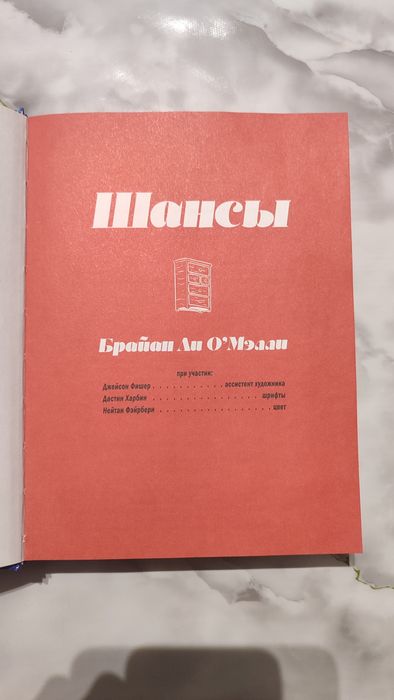 Шансы
Брайан Ли О'Мэлли
при участии:
Джейсон Фишер . . . . . . . . . . . ассистент художника
Дастин Харбин . . . . . . . . . . . . . . . . шрифты
Нейтан Фэйрберн . . . . . . . . . . . . . . . . . цвет